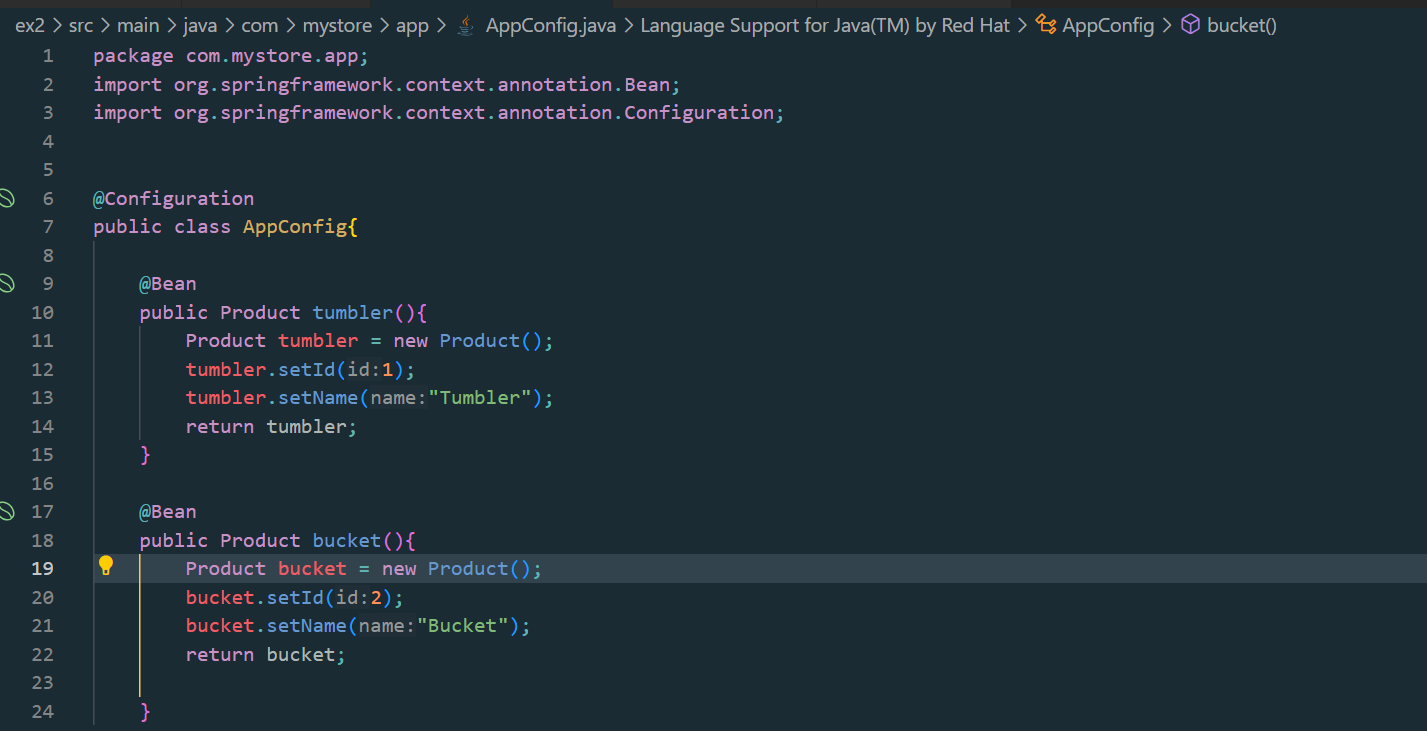 ex2 > src > main > java > com > mystore > app > AppConfig.java > Language Support for Java(TM) by Red Hat > AppConfig > bucket()
1 package com.mystore.app;
2 import org.springframework.context.annotation.Bean;
3 import org.springframework.context.annotation.Configuration;
4
5
6 @Configuration
7 public class AppConfig{
8
9     @Bean
10     public Product tumbler(){
11         Product tumbler = new Product();
12         tumbler.setId(id:1);
13         tumbler.setName(name:"Tumbler");
14         return tumbler;
15     }
16
17     @Bean
18     public Product bucket(){
19         Product bucket = new Product();
20         bucket.setId(id:2);
21         bucket.setName(name:"Bucket");
22         return bucket;
23
24     }